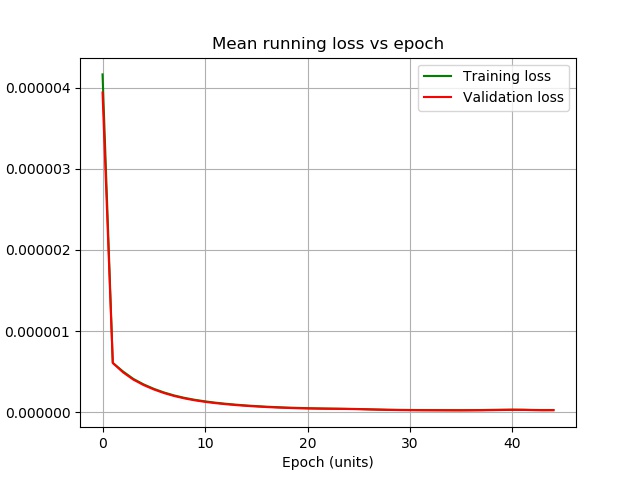 Mean running loss vs epoch
Training loss
Validation loss
0.000004
0.000003
0.000002
0.000001
0.000000
0 10 20 30 40
Epoch (units)